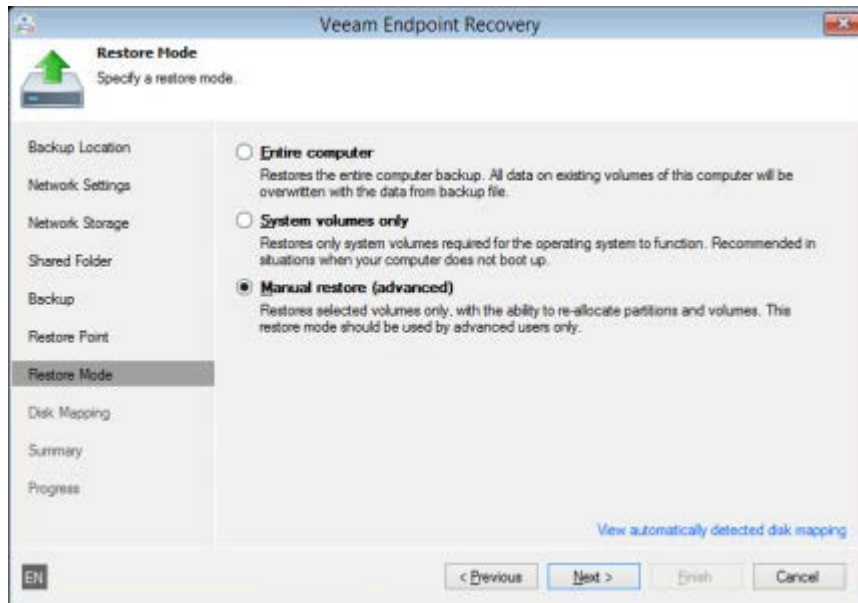 Veeam Endpoint Recovery
Restore Mode
Specify a restore mode.
Backup Location
Network Settings
Network Storage
Shared Folder
Backup
Restore Point
Restore Mode
Disk Mapping
Summary
Progress
Entire computer
Restores the entire computer backup. All data on existing volumes of this computer will be
overwritten with the data from backup file.
System volumes only
Restores only system volumes required for the operating system to function. Recommended in
situations when your computer does not boot up.
Manual restore (advanced)
Restores selected volumes only, with the ability to re-allocate partitions and volumes. This
restore mode should be used by advanced users only.
View automatically detected disk mapping
EN
< Previous
Next >
Finish
Cancel